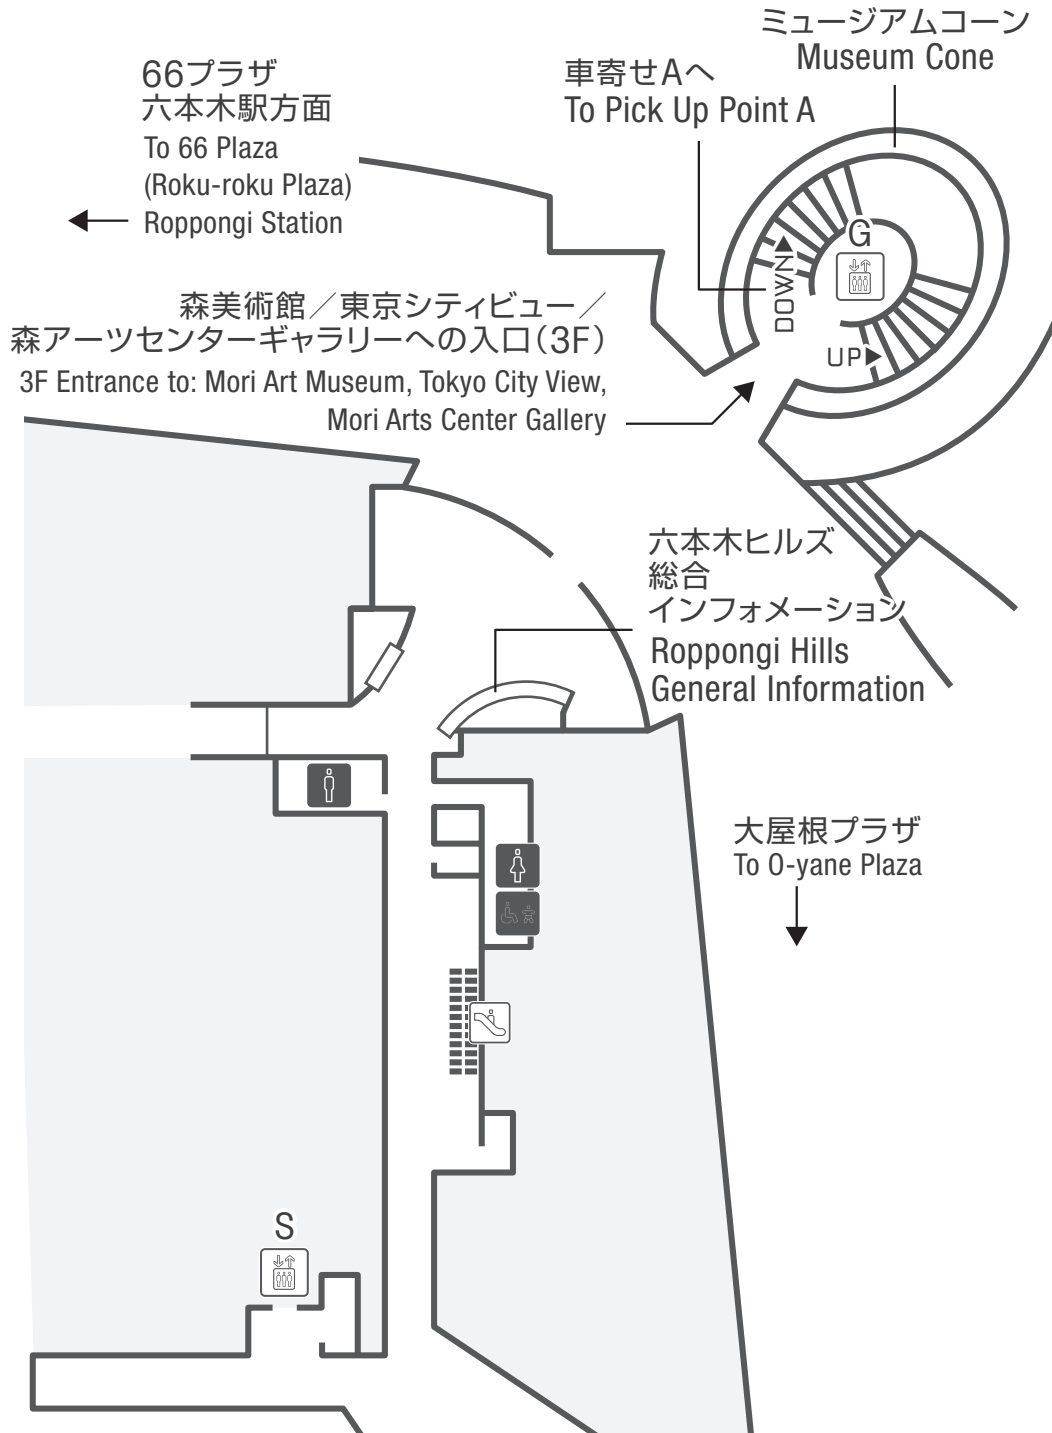 ミュージアムコーン
Museum Cone
66プラザ
六本木駅方面
To 66 Plaza
(Roku-roku Plaza)
Roppongi Station
車寄せAへ
To Pick Up Point A
G
DOWN
UP
森美術館／東京シティビュー／
森アーツセンターギャラリーへの入口（3F）
3F Entrance to: Mori Art Museum, Tokyo City View,
Mori Arts Center Gallery
六本木ヒルズ
総合
インフォメーション
Roppongi Hills
General Information
大屋根プラザ
To O-yane Plaza
S